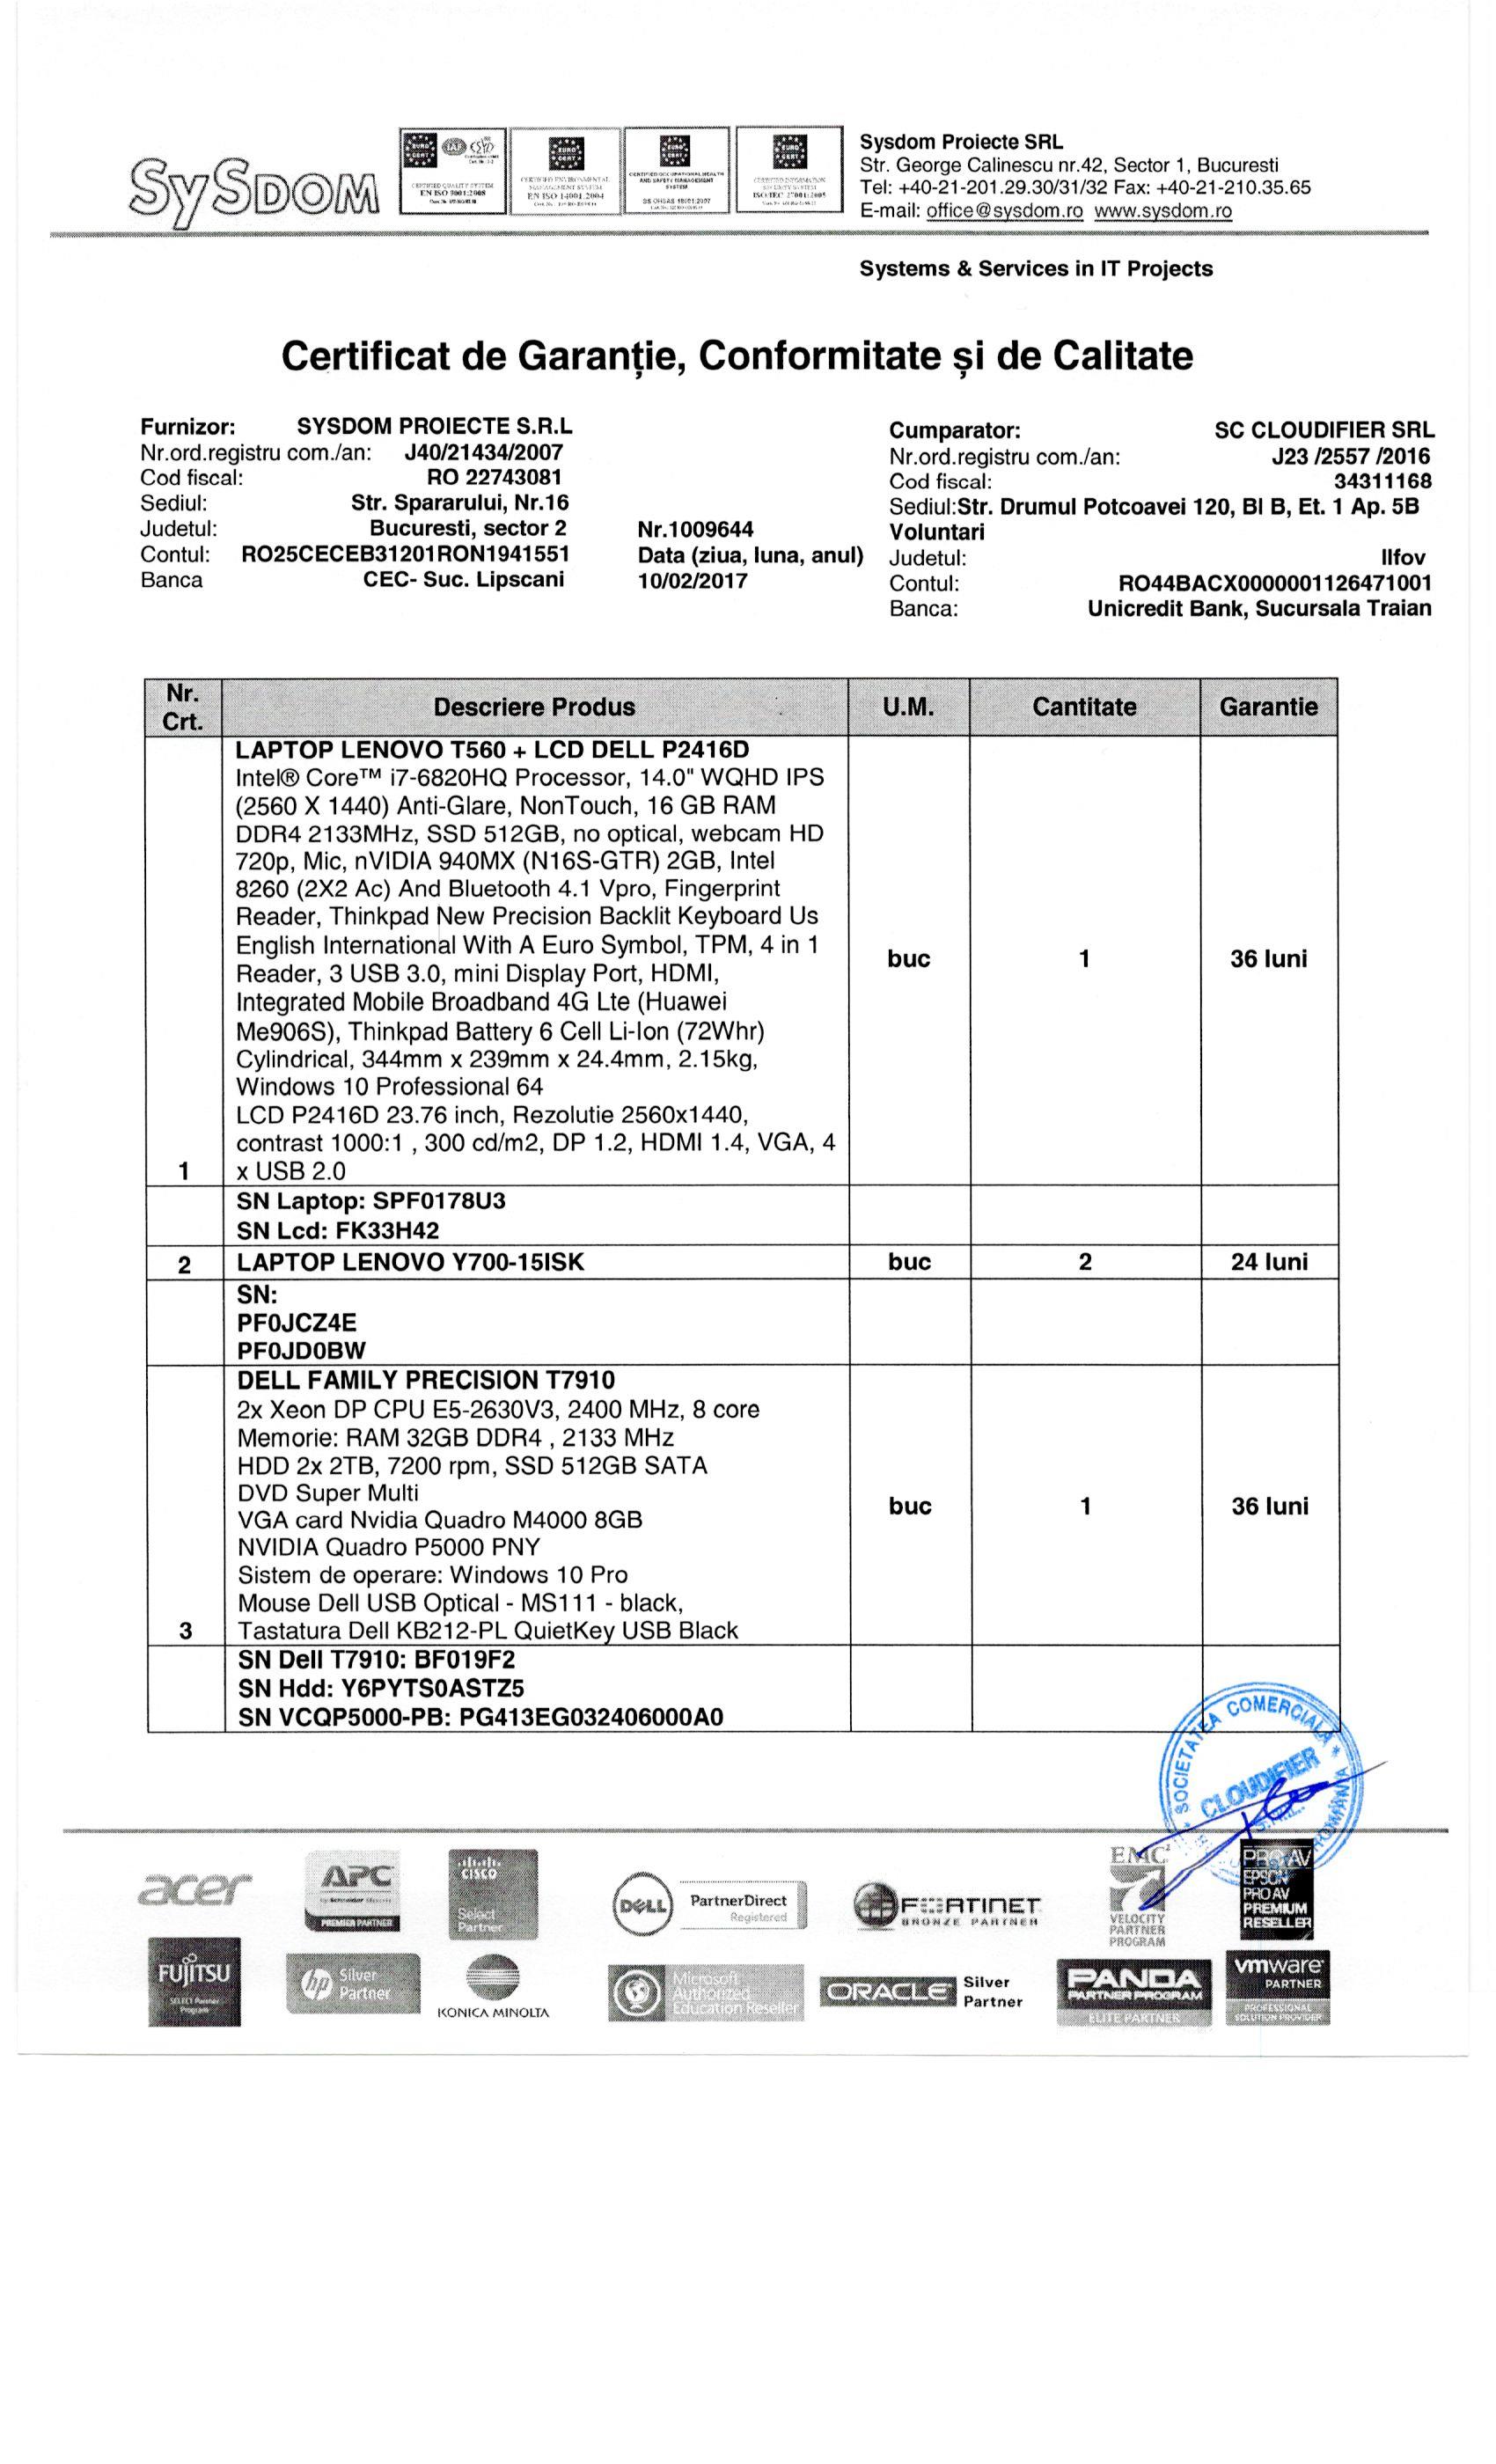 SySDOM
EURO CERT
IAF
CERTIFIED QUALITY SYSTEM
EN ISO 9001:2008
EURO CERT
CERTIFIED ENVIRONMENTAL
MANAGEMENT SYSTEM
EN ISO 14001:2004
EURO CERT
CERTIFIED OCCUPATIONAL HEALTH
AND SAFETY MANAGEMENT
SYSTEM
BS OHSAS 18001:2007
EURO CERT
CERTIFIED INFORMATION
SECURITY SYSTEM
ISO/IEC 27001:2005
Sysdom Proiecte SRL
Str. George Calinescu nr.42, Sector 1, Bucuresti
Tel: +40-21-201.29.30/31/32 Fax: +40-21-210.35.65
E-mail: office@sysdom.ro www.sysdom.ro
Systems & Services in IT Projects
Certificat de Garanție, Conformitate și de Calitate
Furnizor: SYSDOM PROIECTE S.R.L
Nr.ord.registru com./an: J40/21434/2007
Cod fiscal: RO 22743081
Sediul: Str. Spararului, Nr.16
Judetul: Bucuresti, sector 2
Contul: RO25CECEB31201RON1941551
Banca CEC- Suc. Lipscani
Nr.1009644
Data (ziua, luna, anul)
10/02/2017
Cumparator: SC CLOUDIFIER SRL
Nr.ord.registru com./an: J23 /2557 /2016
Cod fiscal: 34311168
Sediul:Str. Drumul Potcoavei 120, Bl B, Et. 1 Ap. 5B
Voluntari
Judetul: Ilfov
Contul: RO44BACX0000001126471001
Banca: Unicredit Bank, Sucursala Traian
Nr. Crt. Descriere Produs U.M. Cantitate Garantie
LAPTOP LENOVO T560 + LCD DELL P2416D
Intel® Core™ i7-6820HQ Processor, 14.0" WQHD IPS
(2560 X 1440) Anti-Glare, NonTouch, 16 GB RAM
DDR4 2133MHz, SSD 512GB, no optical, webcam HD
720p, Mic, nVIDIA 940MX (N16S-GTR) 2GB, Intel
8260 (2X2 Ac) And Bluetooth 4.1 Vpro, Fingerprint
Reader, Thinkpad New Precision Backlit Keyboard Us
English International With A Euro Symbol, TPM, 4 in 1
Reader, 3 USB 3.0, mini Display Port, HDMI,
Integrated Mobile Broadband 4G Lte (Huawei
Me906S), Thinkpad Battery 6 Cell Li-Ion (72Whr)
Cylindrical, 344mm x 239mm x 24.4mm, 2.15kg,
Windows 10 Professional 64
LCD P2416D 23.76 inch, Rezolutie 2560x1440,
contrast 1000:1 , 300 cd/m2, DP 1.2, HDMI 1.4, VGA, 4
1 x USB 2.0 buc 1 36 luni
SN Laptop: SPF0178U3
SN Lcd: FK33H42
2 LAPTOP LENOVO Y700-15ISK buc 2 24 luni
SN:
PF0JCZ4E
PF0JD0BW
DELL FAMILY PRECISION T7910
2x Xeon DP CPU E5-2630V3, 2400 MHz, 8 core
Memorie: RAM 32GB DDR4 , 2133 MHz
HDD 2x 2TB, 7200 rpm, SSD 512GB SATA
DVD Super Multi
VGA card Nvidia Quadro M4000 8GB
NVIDIA Quadro P5000 PNY
Sistem de operare: Windows 10 Pro
Mouse Dell USB Optical - MS111 - black,
3 Tastatura Dell KB212-PL QuietKey USB Black buc 1 36 luni
SN Dell T7910: BF019F2
SN Hdd: Y6PYTS0ASTZ5
SN VCQP5000-PB: PG413EG032406000A0
SOCIETATEA COMERCIALA * ROMÂNIA
CLOUDIFIER
S.R.L.
acer
APC
by Schneider Electric
PREMIER PARTNER
CISCO
Select
Partner
DELL
PartnerDirect
Registered
FORTINET
BRONZE PARTNER
EMC²
VELOCITY
PARTNER
PROGRAM
PRO AV
EPSON
PRO AV
PREMIUM
RESELLER
FUJITSU
SELECT Partner
Program
hp Silver
Partner
KONICA MINOLTA
Microsoft
Authorized
Education Reseller
ORACLE Silver
Partner
PANDA
PARTNER PROGRAM
ELITE PARTNER
vmware
PARTNER
PROFESSIONAL
SOLUTION PROVIDER